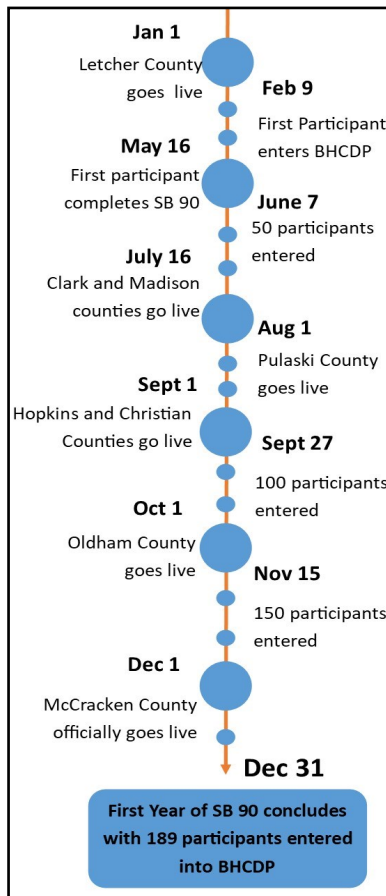 Jan 1
Letcher County
goes live
Feb 9
First Participant
enters BHCDP
May 16
First participant
completes SB 90
June 7
50 participants
entered
July 16
Clark and Madison
counties go live
Aug 1
Pulaski County
goes live
Sept 1
Hopkins and Christian
Counties go live
Sept 27
100 participants
entered
Oct 1
Oldham County
goes live
Nov 15
150 participants
entered
Dec 1
McCracken County
officially goes live
Dec 31
First Year of SB 90 concludes
with 189 participants entered
into BHCDP